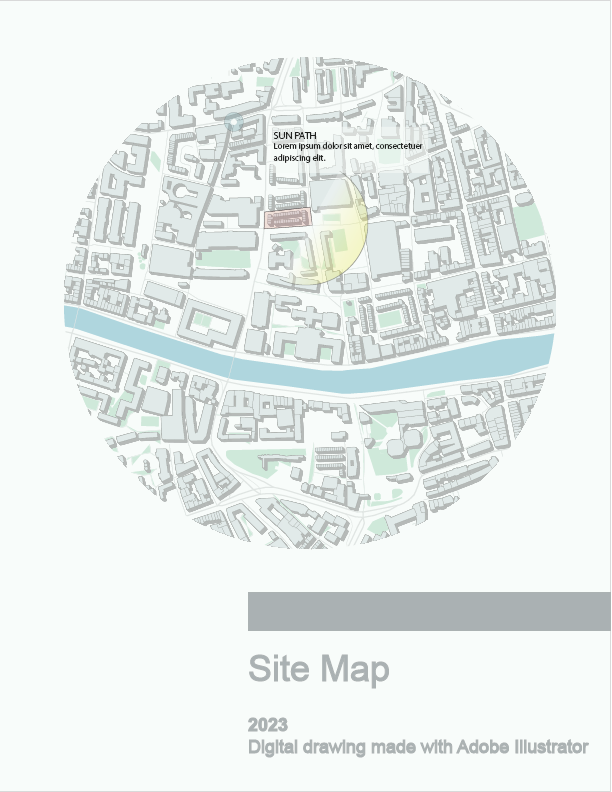 SUN PATH
Lorem ipsum dolor sit amet, consectetuer
adipiscing elit.
Site Map
2023
Digital drawing made with Adobe Illustrator